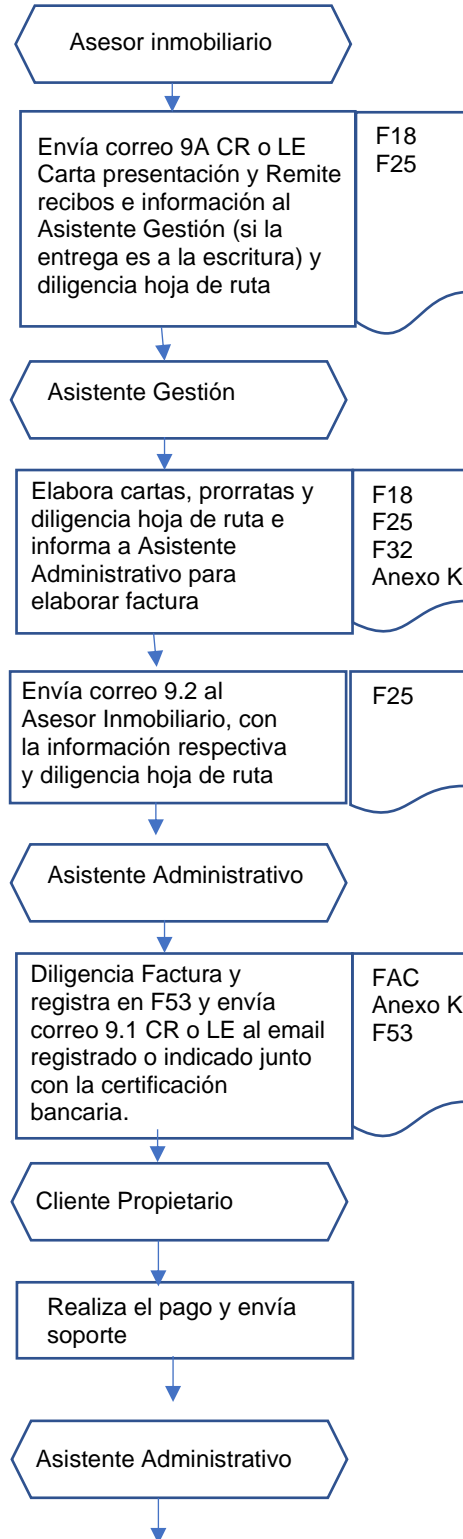 Asesor inmobiliario
Envía correo 9A CR o LE
Carta presentación y Remite
recibos e información al
Asistente Gestión (si la
entrega es a la escritura) y
diligencia hoja de ruta
F18
F25
Asistente Gestión
Elabora cartas, prorratas y
diligencia hoja de ruta e
informa a Asistente
Administrativo para
elaborar factura
F18
F25
F32
Anexo K
Envía correo 9.2 al
Asesor Inmobiliario, con
la información respectiva
y diligencia hoja de ruta
F25
Asistente Administrativo
Diligencia Factura y
registra en F53 y envía
correo 9.1 CR o LE al email
registrado o indicado junto
con la certificación
bancaria.
FAC
Anexo K
F53
Cliente Propietario
Realiza el pago y envía
soporte
Asistente Administrativo